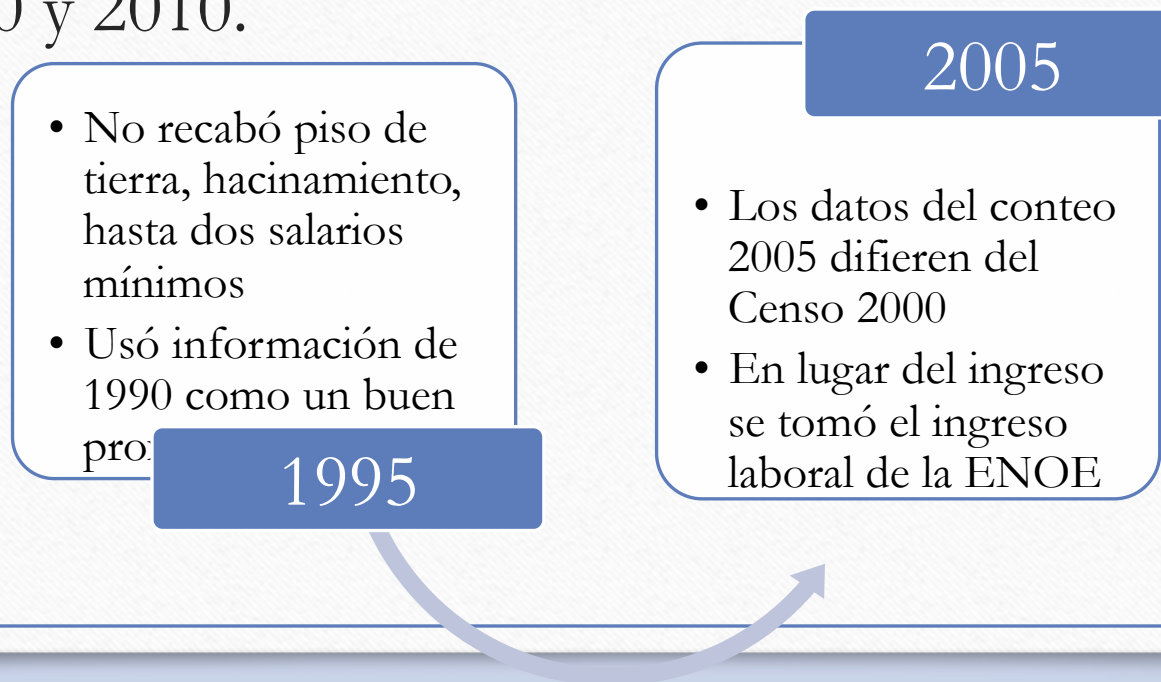 y 2010.
• No recabó piso de
tierra, hacinamiento,
hasta dos salarios
mínimos
• Usó información de
1990 como un buen
1995
2005
• Los datos del conteo
2005 difieren del
Censo 2000
• En lugar del ingreso
se tomó el ingreso
laboral de la ENOE